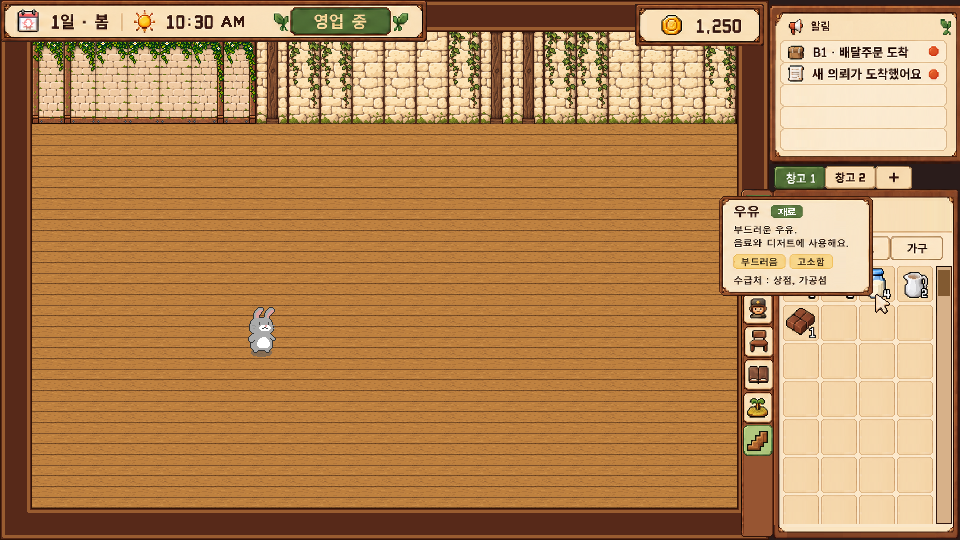 1일 · 봄
10:30 AM
영업 중
1,250
알림
B1 · 배달주문 도착
새 의뢰가 도착했어요
창고 1
창고 2
+
우유
재료
부드러운 우유.
음료와 디저트에 사용해요.
부드러움
고소함
수급처 : 상점, 가공섬
가구
4
2
1